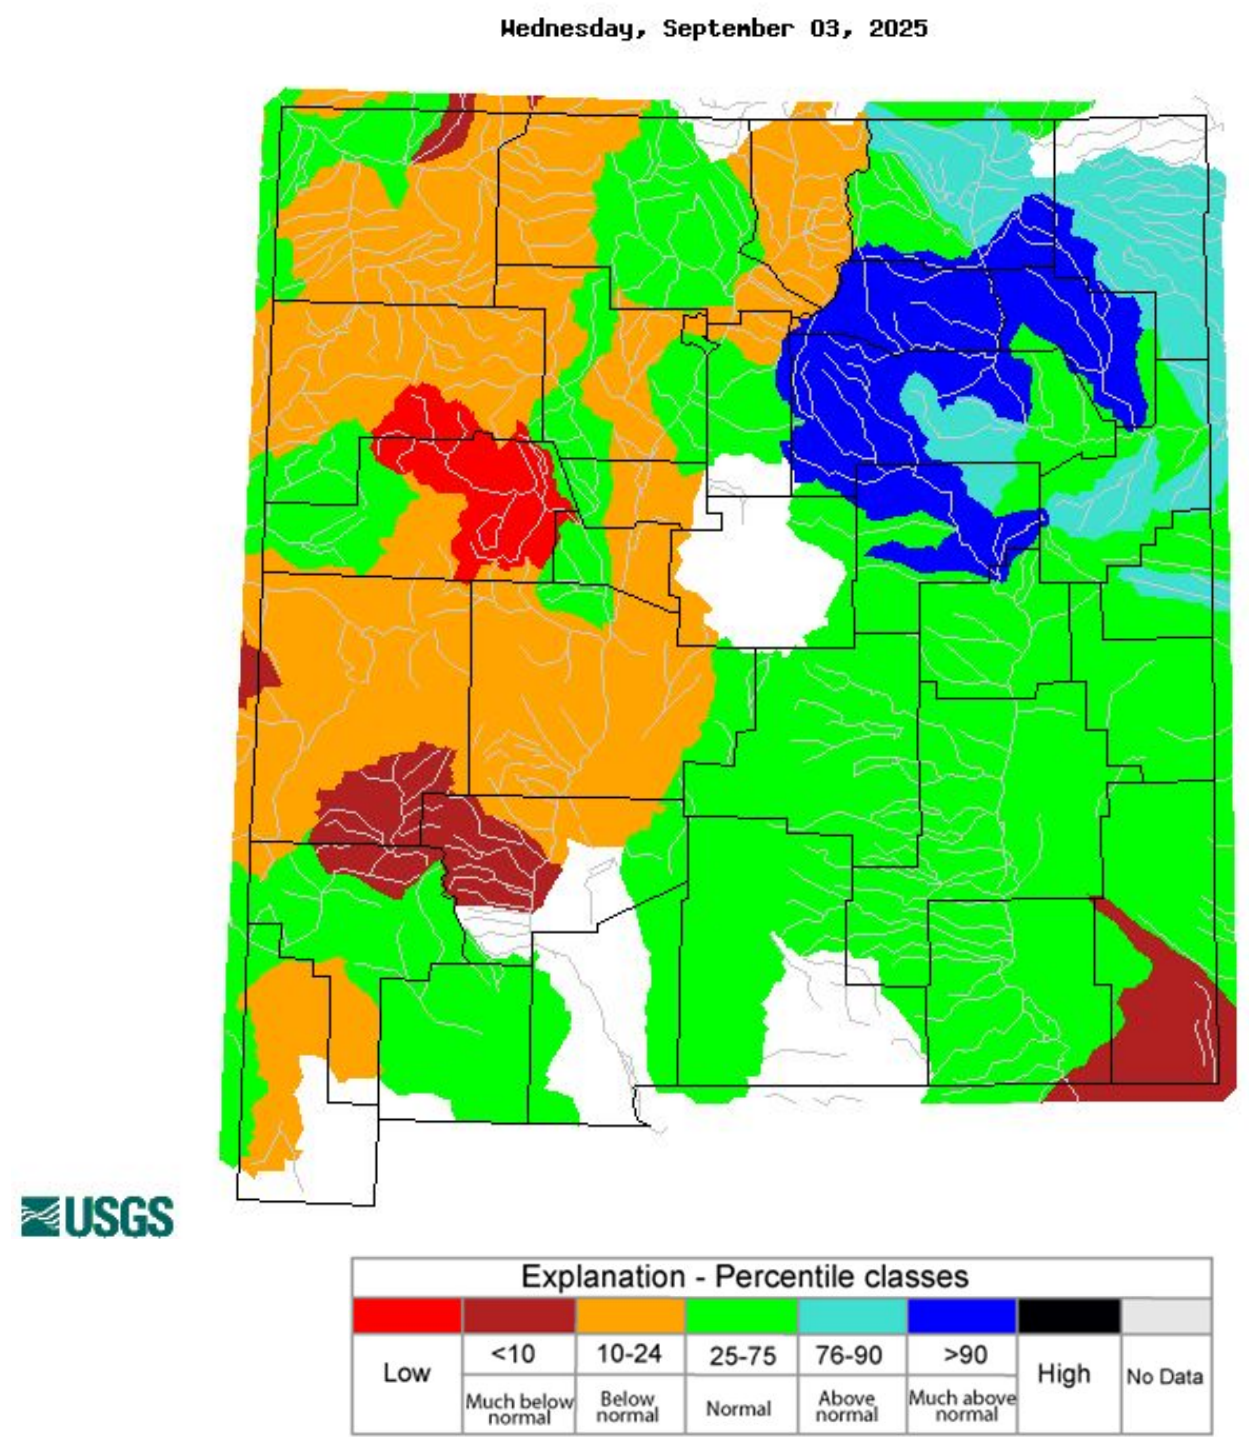 Wednesday, September 03, 2025
USGS
Explanation - Percentile classes
Low <10 10-24 25-75 76-90 >90 High No Data
Much below normal Below normal Normal Above normal Much above normal